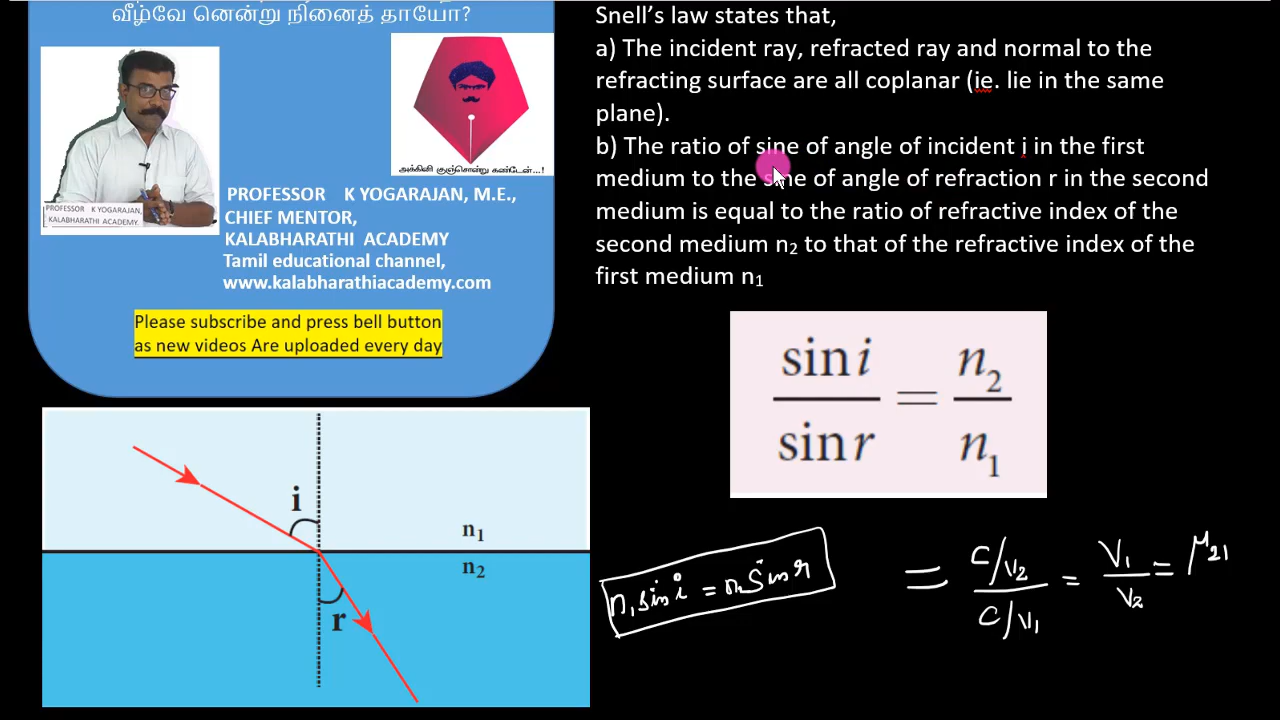 வீழ்வே னென்று நினைத் தாயோ?
அக்கினி குஞ்சொன்று கண்டேன்...!
PROFESSOR K YOGARAJAN, M.E.,
KALABHARATHI ACADEMY.
PROFESSOR K YOGARAJAN, M.E.,
CHIEF MENTOR,
KALABHARATHI ACADEMY
Tamil educational channel,
www.kalabharathiacademy.com
Please subscribe and press bell button
as new videos Are uploaded every day
Snell's law states that,
a) The incident ray, refracted ray and normal to the
refracting surface are all coplanar (ie. lie in the same
plane).
b) The ratio of sine of angle of incident i in the first
medium to the sine of angle of refraction r in the second
medium is equal to the ratio of refractive index of the
second medium n₂ to that of the refractive index of the
first medium n₁
sin i / sin r = n₂ / n₁
i
n₁
n₂
r
n₁ sin i = n₂ sin r
= C/V₂ / C/V₁ = V₁ / V₂ = μ₂₁